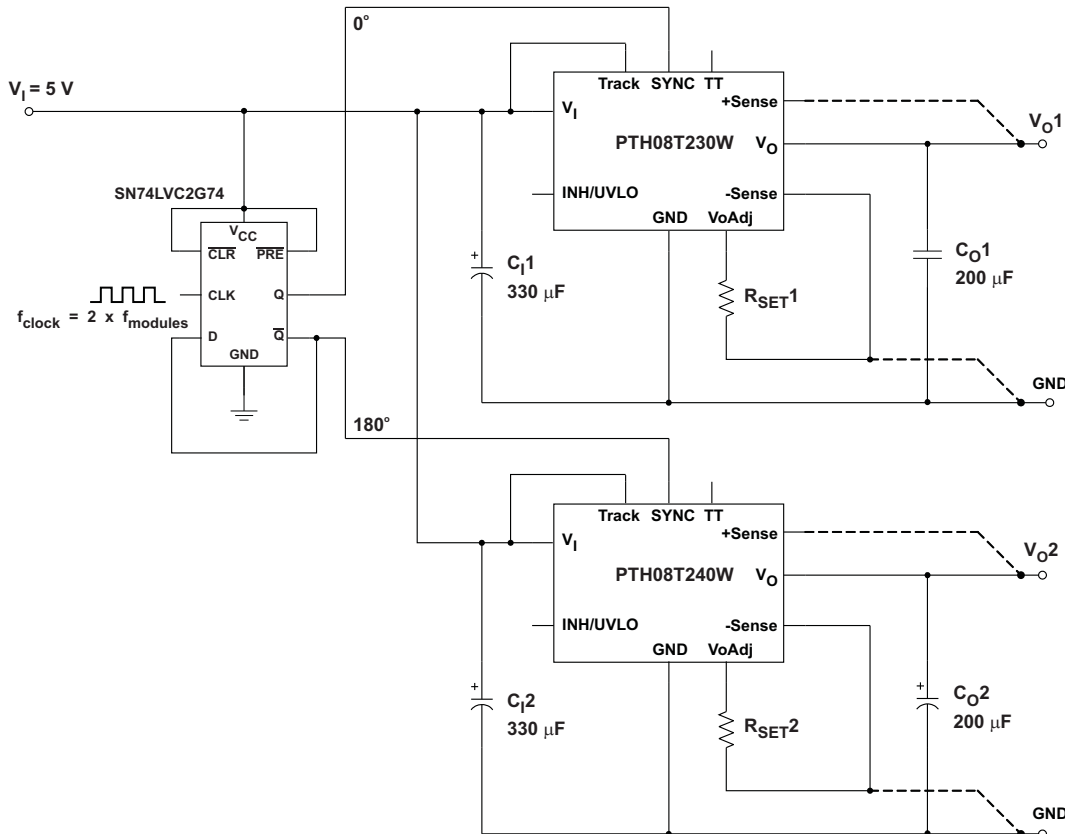 0°
V_I = 5 V
Track SYNC TT
V_I
+Sense
V_O1
PTH08T230W
V_O
SN74LVC2G74
INH/UVLO
-Sense
GND VoAdj
V_CC
CLR PRE
C_I1
330 μF
C_O1
200 μF
CLK
Q
R_SET1
f_clock = 2 x f_modules
D
Q
GND
GND
180°
Track SYNC TT
V_I
+Sense
V_O2
PTH08T240W
V_O
INH/UVLO
-Sense
GND VoAdj
C_I2
330 μF
R_SET2
C_O2
200 μF
GND
+
+
+